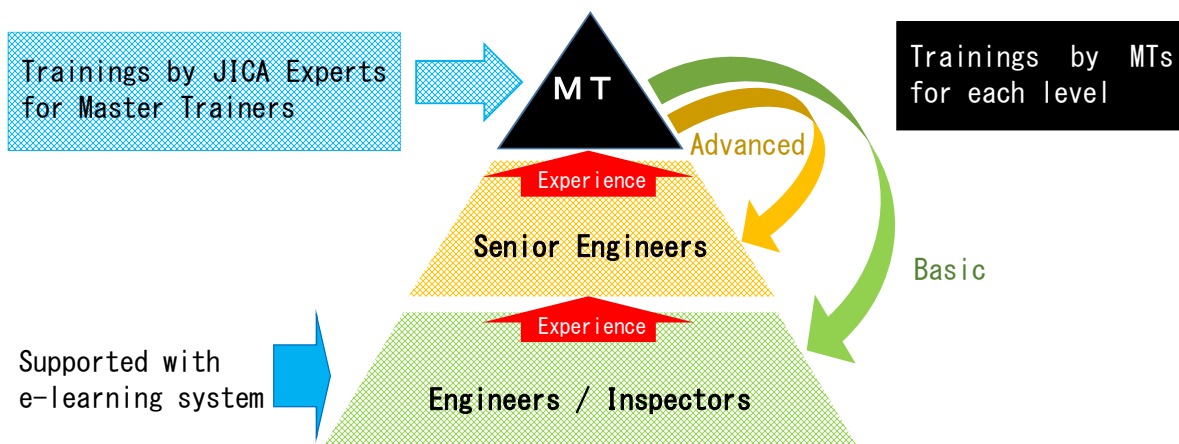 Trainings by JICA Experts
for Master Trainers
MT
Trainings by MTs
for each level
Advanced
Experience
Senior Engineers
Basic
Experience
Supported with
e-learning system
Engineers / Inspectors